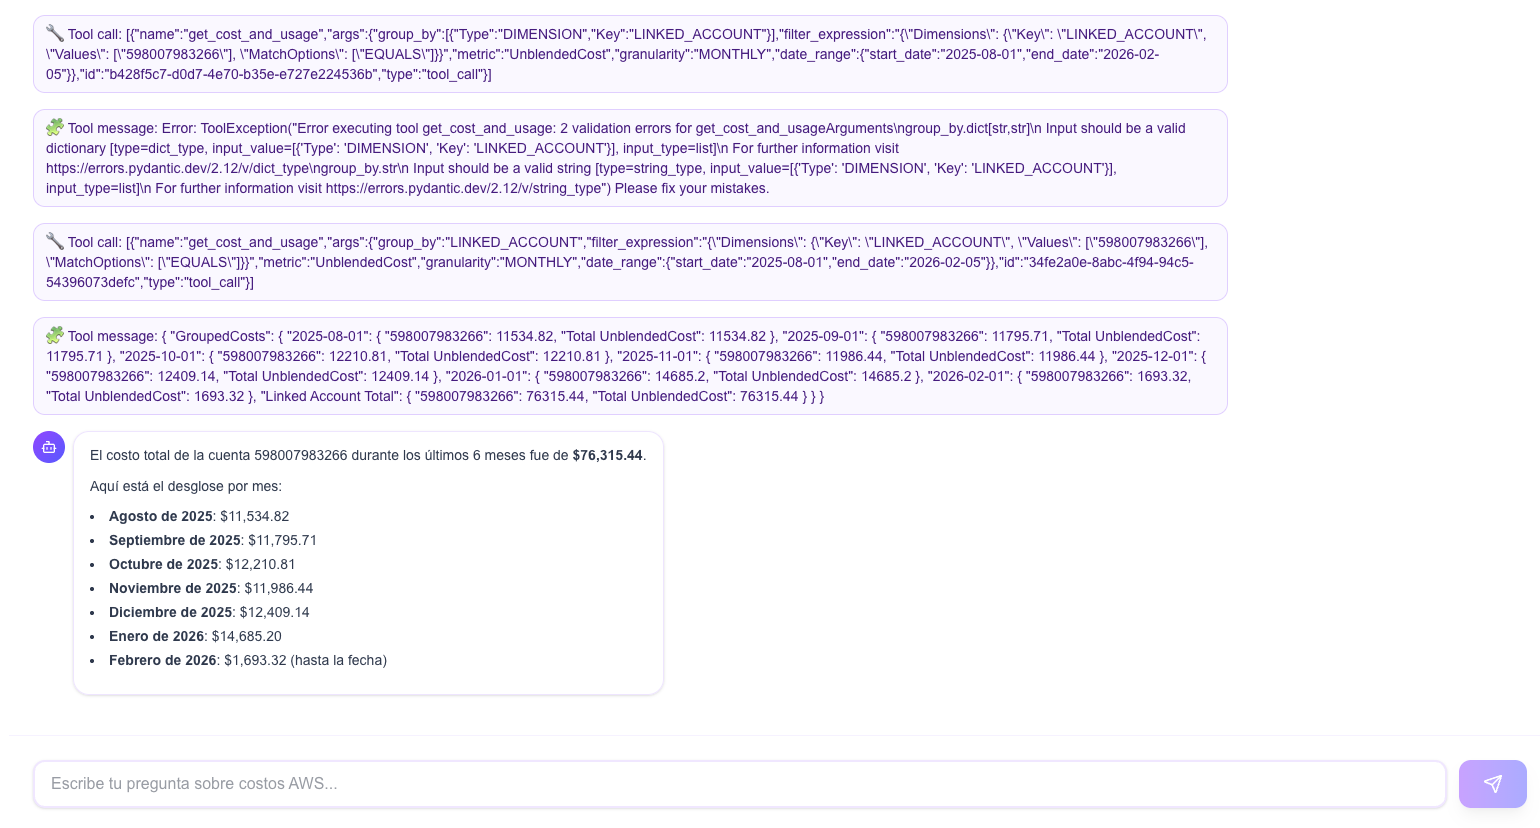 Tool call: [{"name":"get_cost_and_usage","args":{"group_by":[{"Type":"DIMENSION","Key":"LINKED_ACCOUNT"}],"filter_expression":"{\"Dimensions\": {\"Key\": \"LINKED_ACCOUNT\",
\"Values\": [\"598007983266\"], \"MatchOptions\": [\"EQUALS\"]}}","metric":"UnblendedCost","granularity":"MONTHLY","date_range":{"start_date":"2025-08-01","end_date":"2026-02-
05"}},"id":"b428f5c7-d0d7-4e70-b35e-e727e224536b","type":"tool_call"}]
Tool message: Error: ToolException("Error executing tool get_cost_and_usage: 2 validation errors for get_cost_and_usageArguments\ngroup_by.dict[str,str]\n Input should be a valid
dictionary [type=dict_type, input_value=[{'Type': 'DIMENSION', 'Key': 'LINKED_ACCOUNT'}], input_type=list]\n For further information visit
https://errors.pydantic.dev/2.12/v/dict_type\ngroup_by.str\n Input should be a valid string [type=string_type, input_value=[{'Type': 'DIMENSION', 'Key': 'LINKED_ACCOUNT'}],
input_type=list]\n For further information visit https://errors.pydantic.dev/2.12/v/string_type") Please fix your mistakes.
Tool call: [{"name":"get_cost_and_usage","args":{"group_by":"LINKED_ACCOUNT","filter_expression":"{\"Dimensions\": {\"Key\": \"LINKED_ACCOUNT\", \"Values\": [\"598007983266\"],
\"MatchOptions\": [\"EQUALS\"]}}","metric":"UnblendedCost","granularity":"MONTHLY","date_range":{"start_date":"2025-08-01","end_date":"2026-02-05"}},"id":"34fe2a0e-8abc-4f94-94c5-
54396073defc","type":"tool_call"}]
Tool message: { "GroupedCosts": { "2025-08-01": { "598007983266": 11534.82, "Total UnblendedCost": 11534.82 }, "2025-09-01": { "598007983266": 11795.71, "Total UnblendedCost":
11795.71 }, "2025-10-01": { "598007983266": 12210.81, "Total UnblendedCost": 12210.81 }, "2025-11-01": { "598007983266": 11986.44, "Total UnblendedCost": 11986.44 }, "2025-12-01": {
"598007983266": 12409.14, "Total UnblendedCost": 12409.14 }, "2026-01-01": { "598007983266": 14685.2, "Total UnblendedCost": 14685.2 }, "2026-02-01": { "598007983266": 1693.32,
"Total UnblendedCost": 1693.32 }, "Linked Account Total": { "598007983266": 76315.44, "Total UnblendedCost": 76315.44 } } }
El costo total de la cuenta 598007983266 durante los últimos 6 meses fue de $76,315.44.
Aquí está el desglose por mes:
• Agosto de 2025: $11,534.82
• Septiembre de 2025: $11,795.71
• Octubre de 2025: $12,210.81
• Noviembre de 2025: $11,986.44
• Diciembre de 2025: $12,409.14
• Enero de 2026: $14,685.20
• Febrero de 2026: $1,693.32 (hasta la fecha)
Escribe tu pregunta sobre costos AWS...